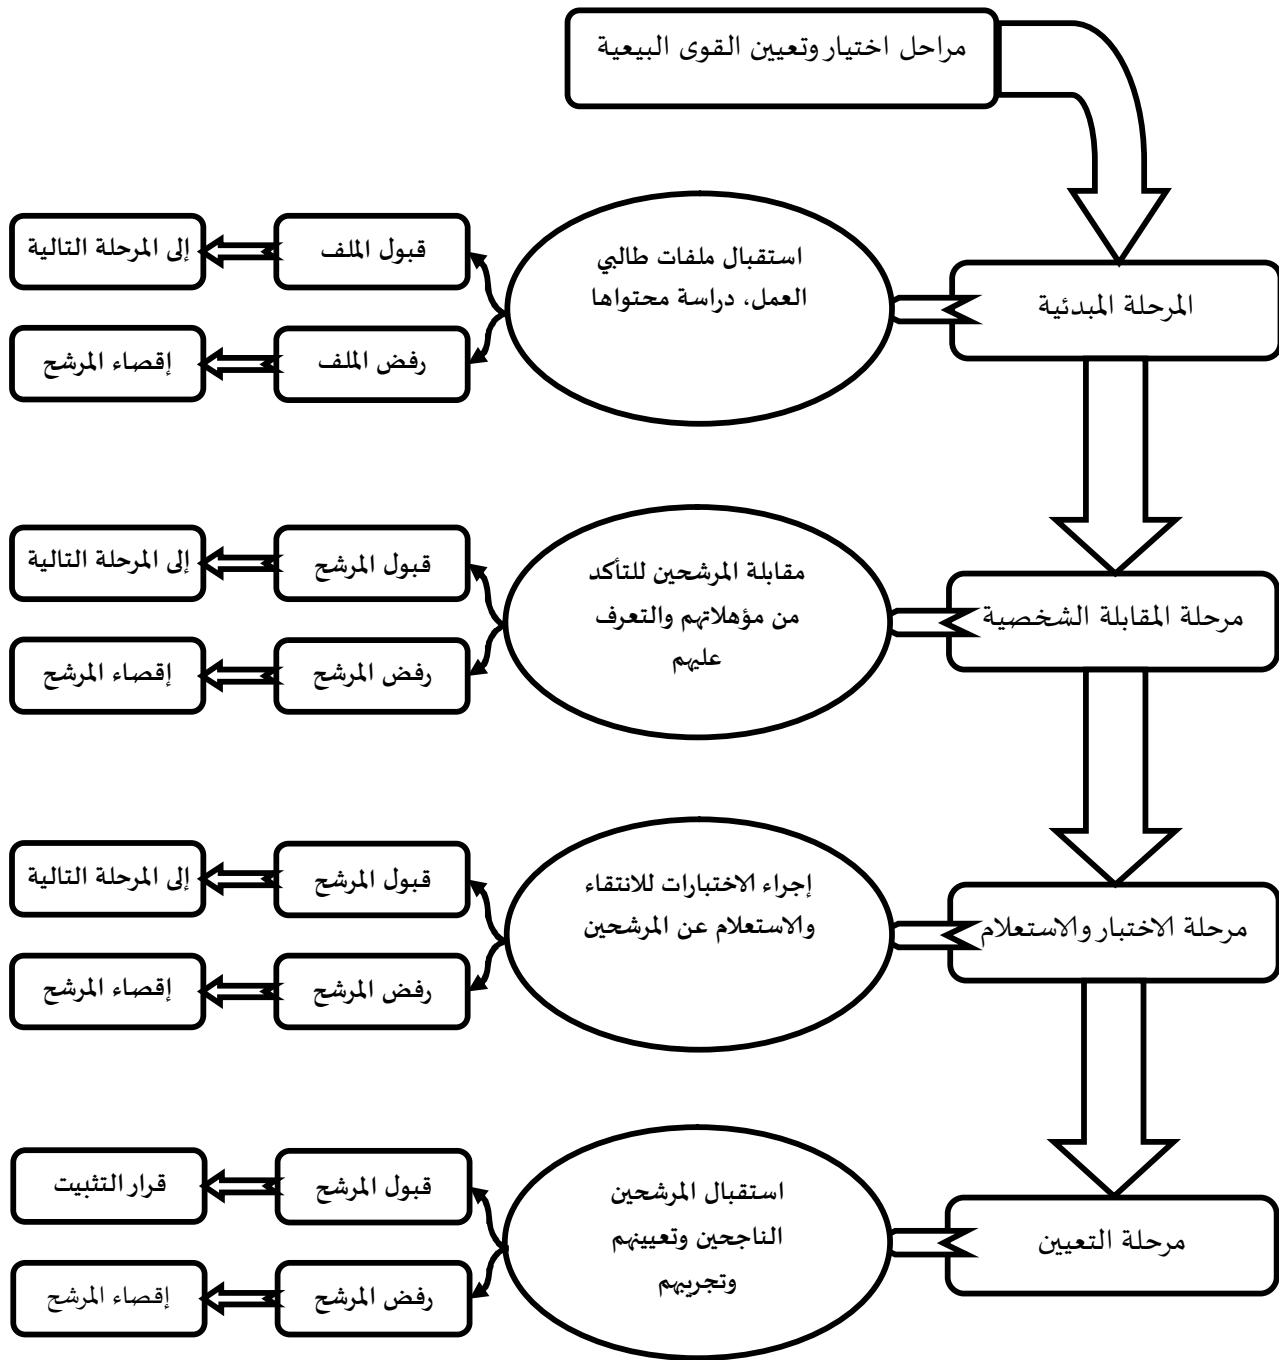 مراحل اختيار وتعيين القوى البيعية
المرحلة المبدئية
استقبال ملفات طالبي
العمل، دراسة محتواها
قبول الملف
إلى المرحلة التالية
رفض الملف
إقصاء المرشح
مرحلة المقابلة الشخصية
مقابلة المرشحين للتأكد
من مؤهلاتهم والتعرف
عليهم
قبول المرشح
إلى المرحلة التالية
رفض المرشح
إقصاء المرشح
مرحلة الاختبار والاستعلام
إجراء الاختبارات للانتقاء
والاستعلام عن المرشحين
قبول المرشح
إلى المرحلة التالية
رفض المرشح
إقصاء المرشح
مرحلة التعيين
استقبال المرشحين
الناجحين وتعيينهم
وتجريبهم
قبول المرشح
قرار التثبيت
رفض المرشح
إقصاء المرشح